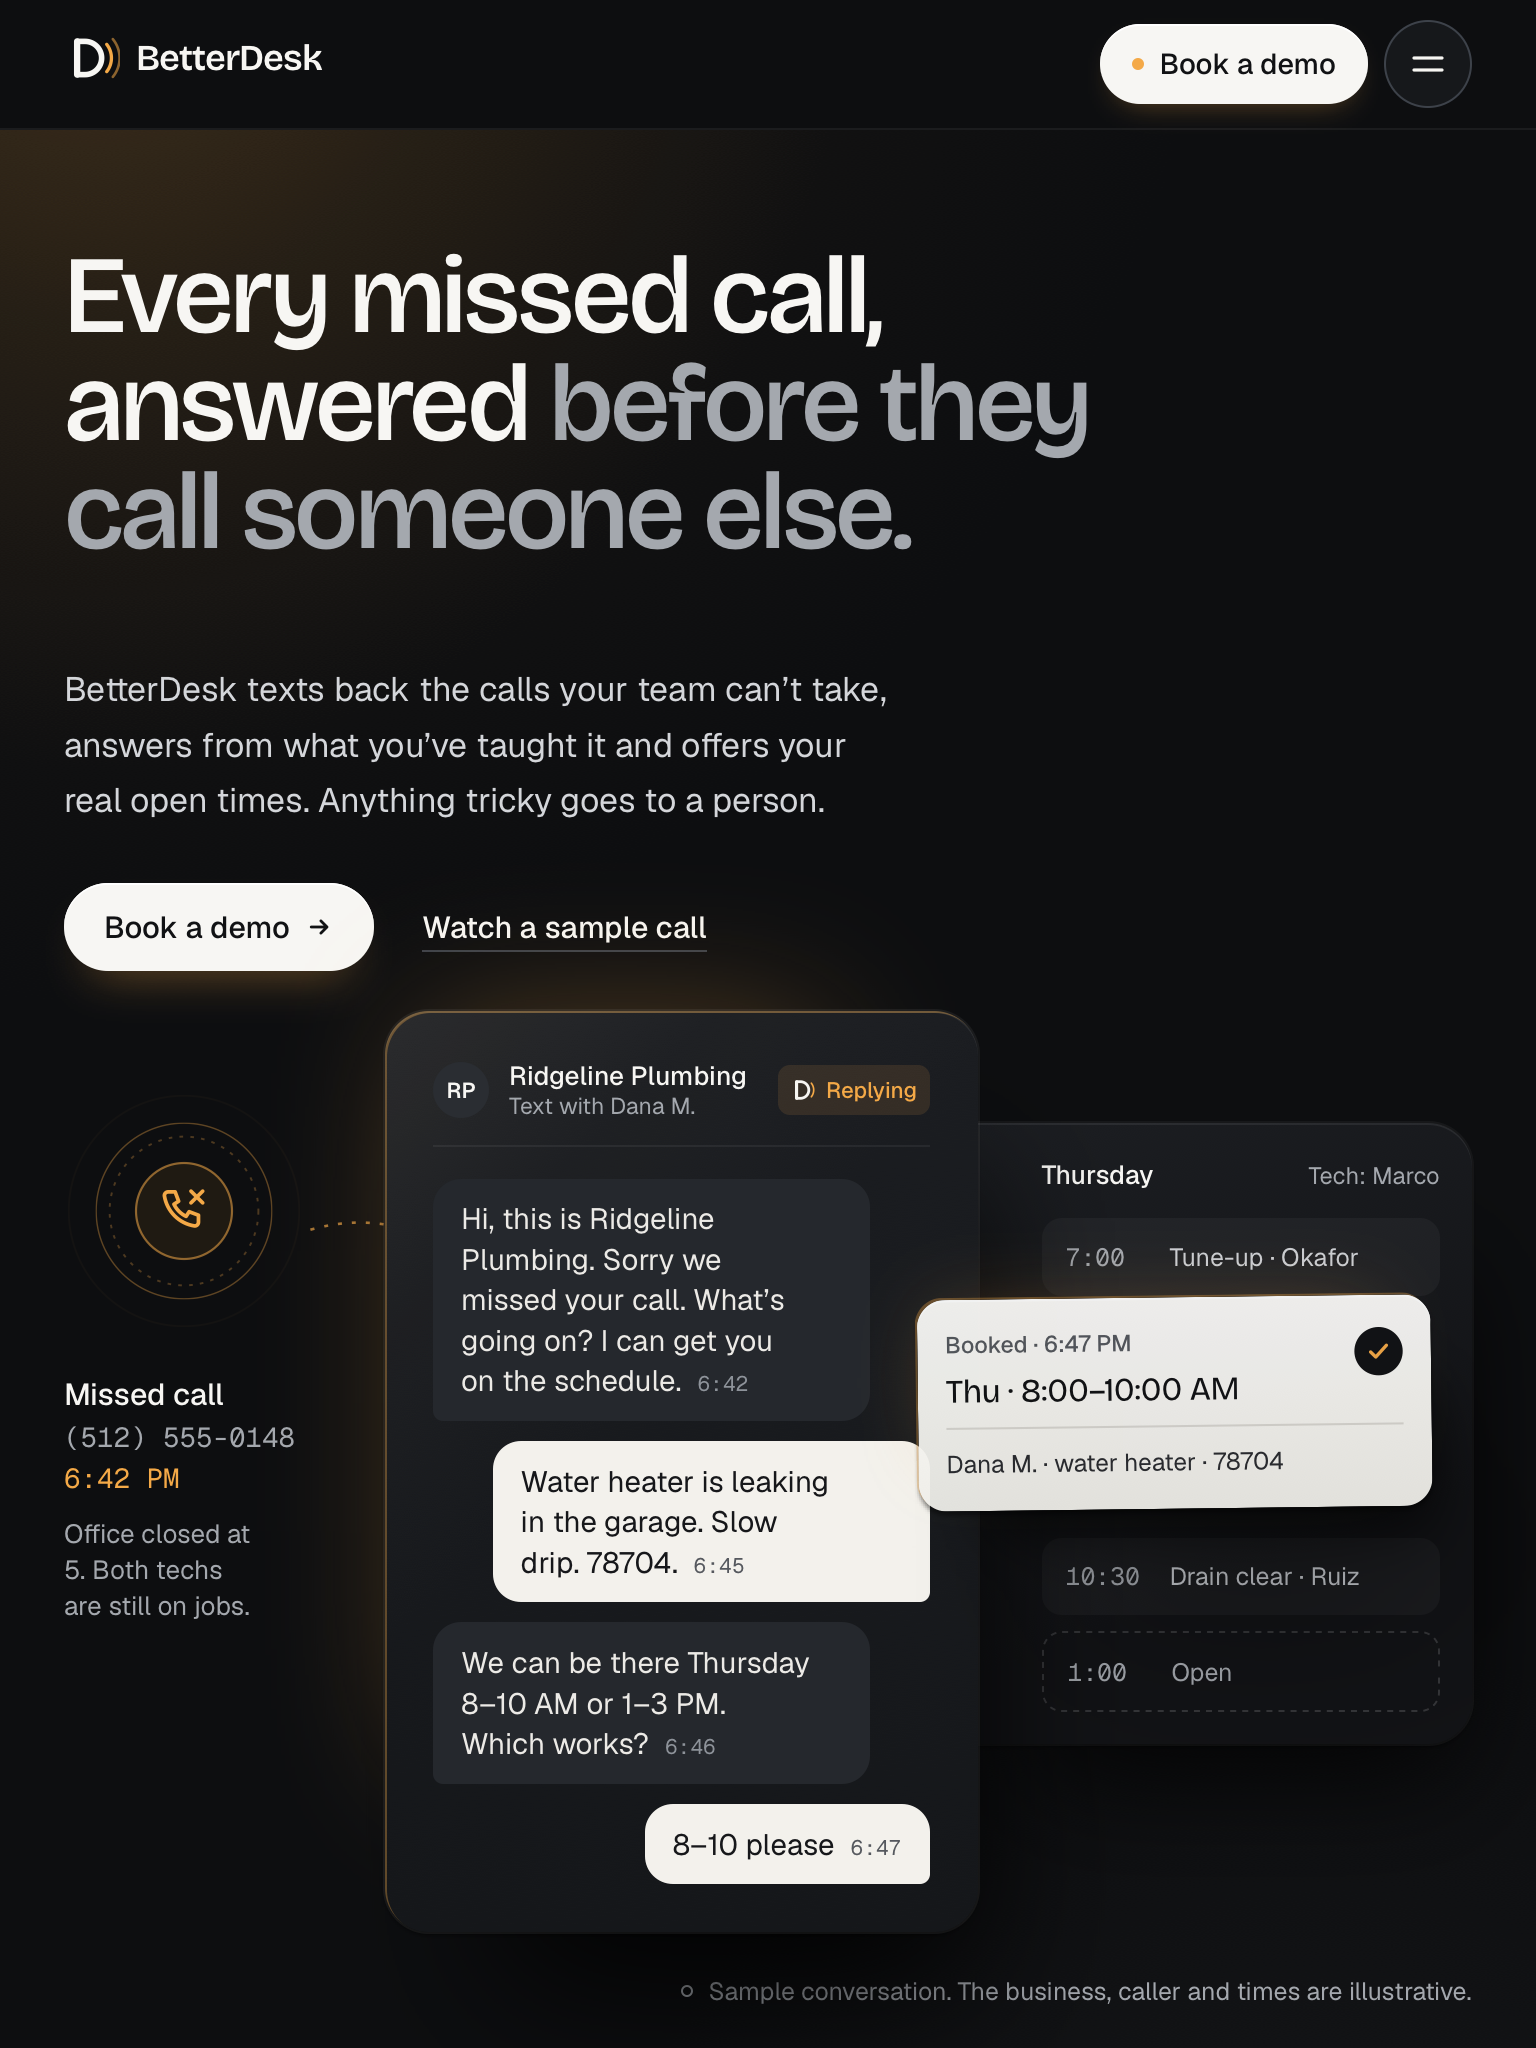 BetterDesk
Book a demo
Every missed call,
answered before they
call someone else.
BetterDesk texts back the calls your team can’t take,
answers from what you’ve taught it and offers your
real open times. Anything tricky goes to a person.
Book a demo →
Watch a sample call
Missed call
(512) 555-0148
6:42 PM
Office closed at
5. Both techs
are still on jobs.
RP
Ridgeline Plumbing
Text with Dana M.
Replying
Hi, this is Ridgeline
Plumbing. Sorry we
missed your call. What’s
going on? I can get you
on the schedule. 6:42
Water heater is leaking
in the garage. Slow
drip. 78704. 6:45
We can be there Thursday
8–10 AM or 1–3 PM.
Which works? 6:46
8–10 please 6:47
Thursday
Tech: Marco
7:00 Tune-up · Okafor
Booked · 6:47 PM
Thu · 8:00–10:00 AM
Dana M. · water heater · 78704
10:30 Drain clear · Ruiz
1:00 Open
Sample conversation. The business, caller and times are illustrative.